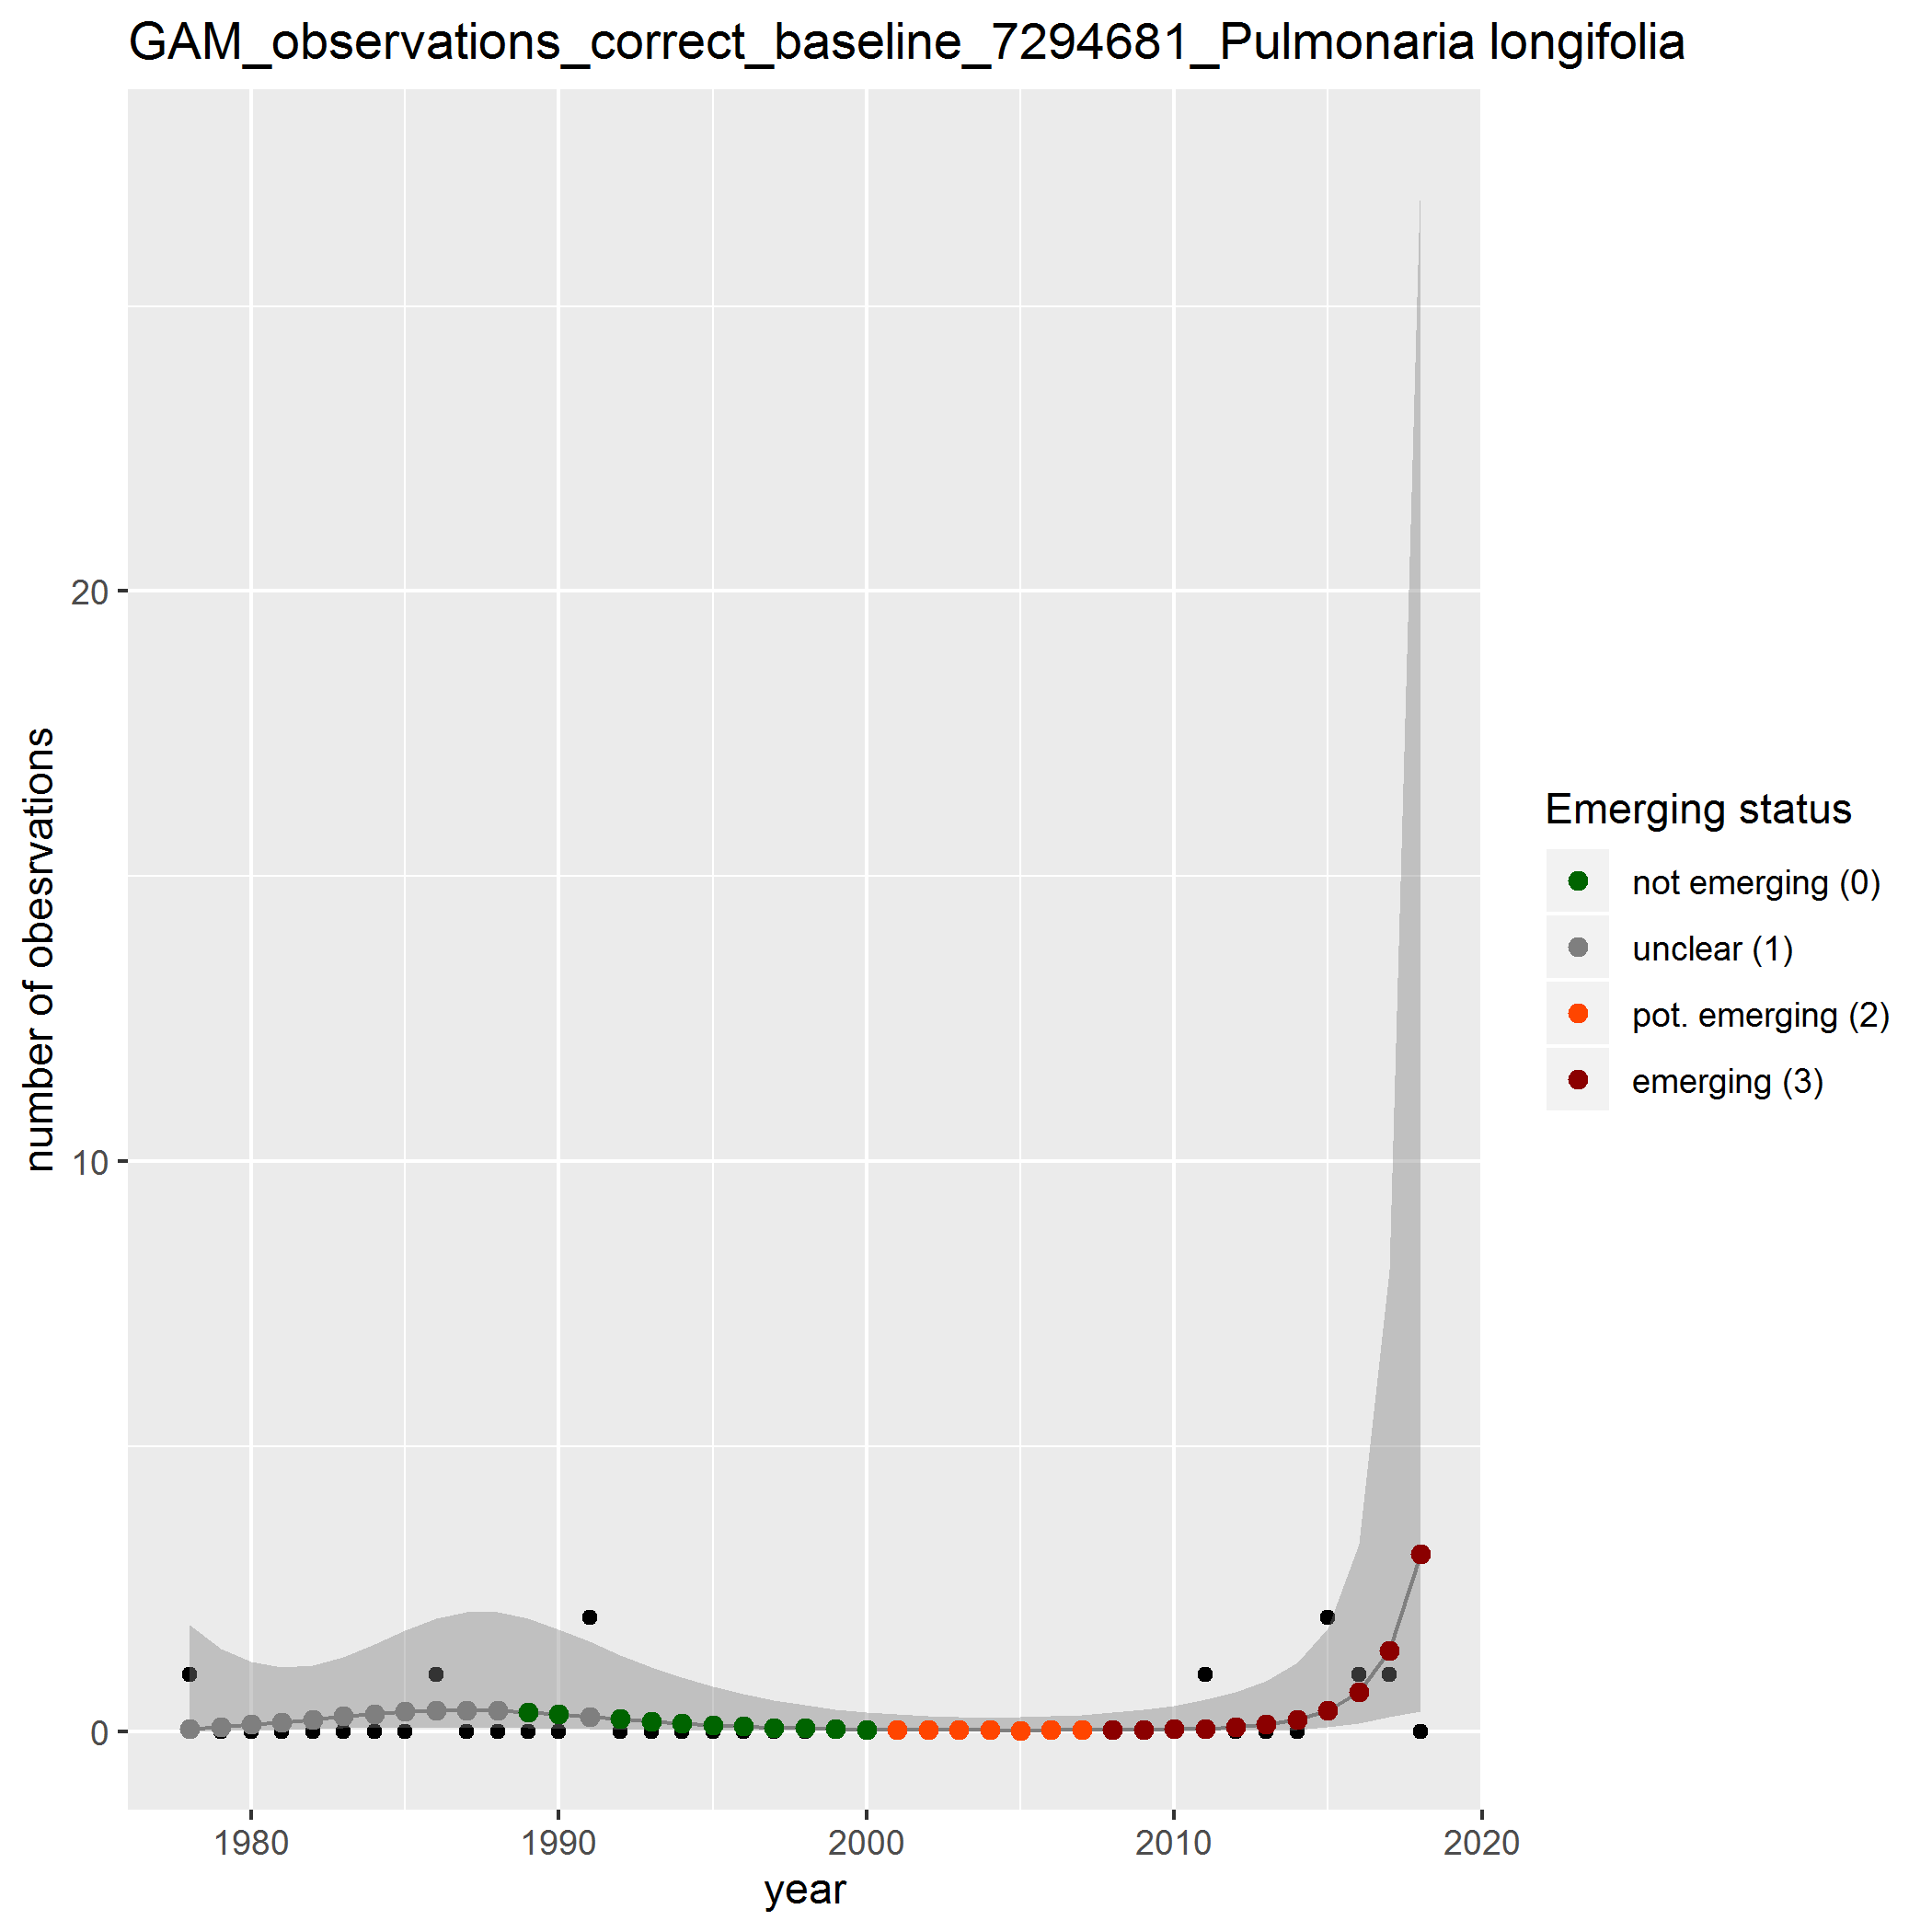 GAM_observations_correct_baseline_7294681_Pulmonaria longifolia
20
10
0
number of obesrvations
1980
1990
2000
2010
2020
year
Emerging status
not emerging (0)
unclear (1)
pot. emerging (2)
emerging (3)